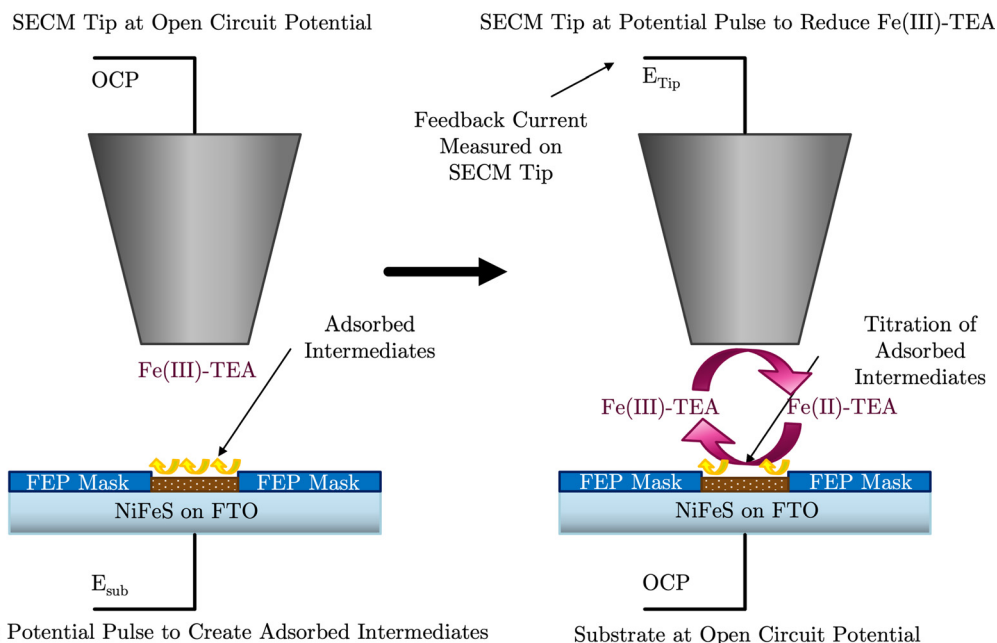 SECM Tip at Open Circuit Potential
OCP
Fe(III)-TEA
Adsorbed
Intermediates
FEP Mask
FEP Mask
NiFeS on FTO
E_sub
Potential Pulse to Create Adsorbed Intermediates
SECM Tip at Potential Pulse to Reduce Fe(III)-TEA
E_Tip
Feedback Current
Measured on
SECM Tip
Titration of
Adsorbed
Intermediates
Fe(III)-TEA
Fe(II)-TEA
FEP Mask
FEP Mask
NiFeS on FTO
OCP
Substrate at Open Circuit Potential